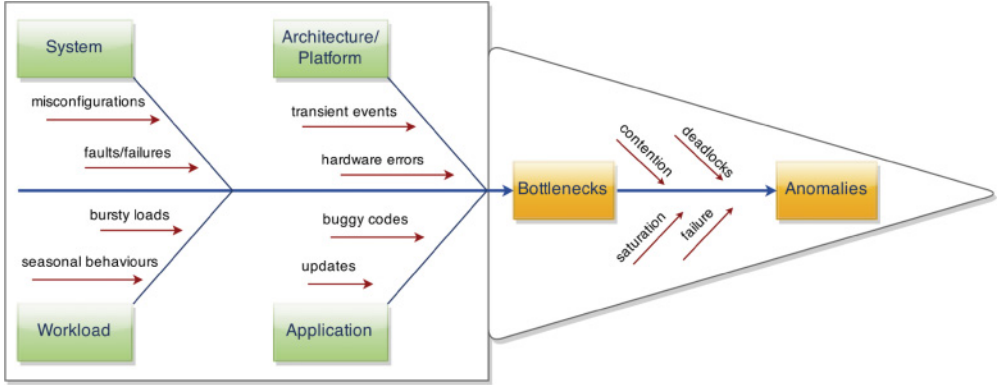 System
Architecture/
Platform
misconfigurations
transient events
faults/failures
hardware errors
contention
deadlocks
Bottlenecks
Anomalies
bursty loads
buggy codes
saturation
failure
seasonal behaviours
updates
Workload
Application